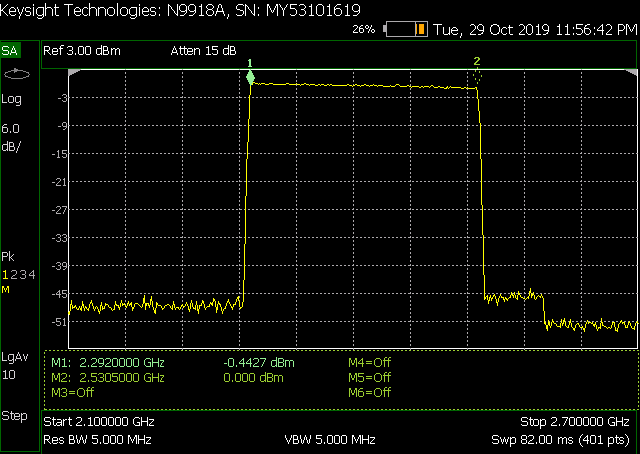 Keysight Technologies: N9918A, SN: MY53101619
26% Tue, 29 Oct 2019 11:56:42 PM
SA Ref 3.00 dBm Atten 15 dB
1 2
Log
6.0
dB/
-3
-9
-15
-21
-27
-33
-39
-45
-51
Pk
1 2 3 4
M
LgAv
10
Step
M1: 2.2920000 GHz -0.4427 dBm M4=Off
M2: 2.5305000 GHz 0.000 dBm M5=Off
M3=Off M6=Off
Start 2.100000 GHz Stop 2.700000 GHz
Res BW 5.000 MHz VBW 5.000 MHz Swp 82.00 ms (401 pts)